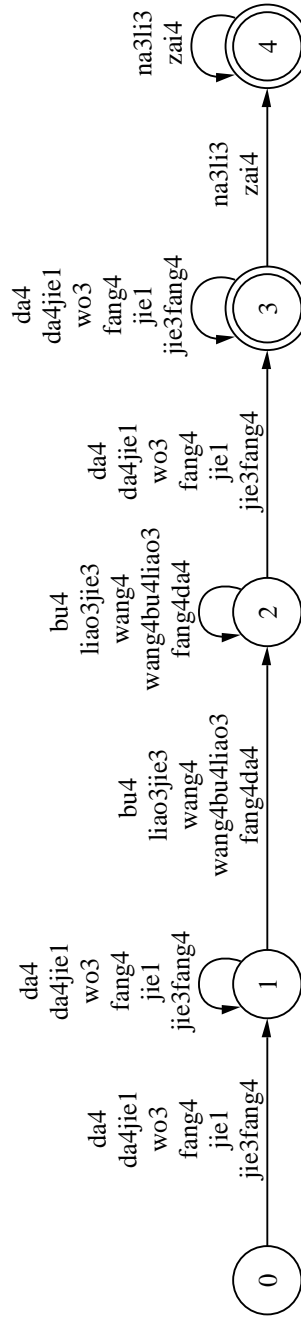 0
da4
da4jie1
wo3
fang4
jie1
jie3fang4
1
da4
da4jie1
wo3
fang4
jie1
jie3fang4
bu4
liao3jie3
wang4
wang4bu4liao3
fang4da4
2
bu4
liao3jie3
wang4
wang4bu4liao3
fang4da4
da4
da4jie1
wo3
fang4
jie1
jie3fang4
3
da4
da4jie1
wo3
fang4
jie1
jie3fang4
na3li3
zai4
4
na3li3
zai4